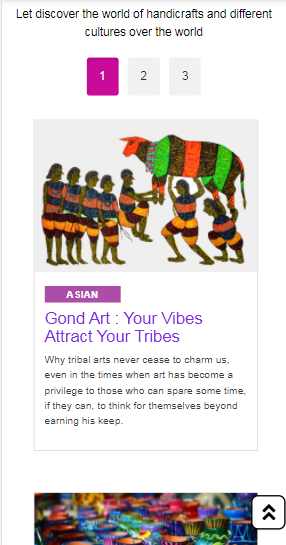 Let discover the world of handicrafts and different
cultures over the world
1 2 3
ASIAN
Gond Art : Your Vibes
Attract Your Tribes
Why tribal arts never cease to charm us,
even in the times when art has become a
privilege to those who can spare some time,
if they can, to think for themselves beyond
earning his keep.